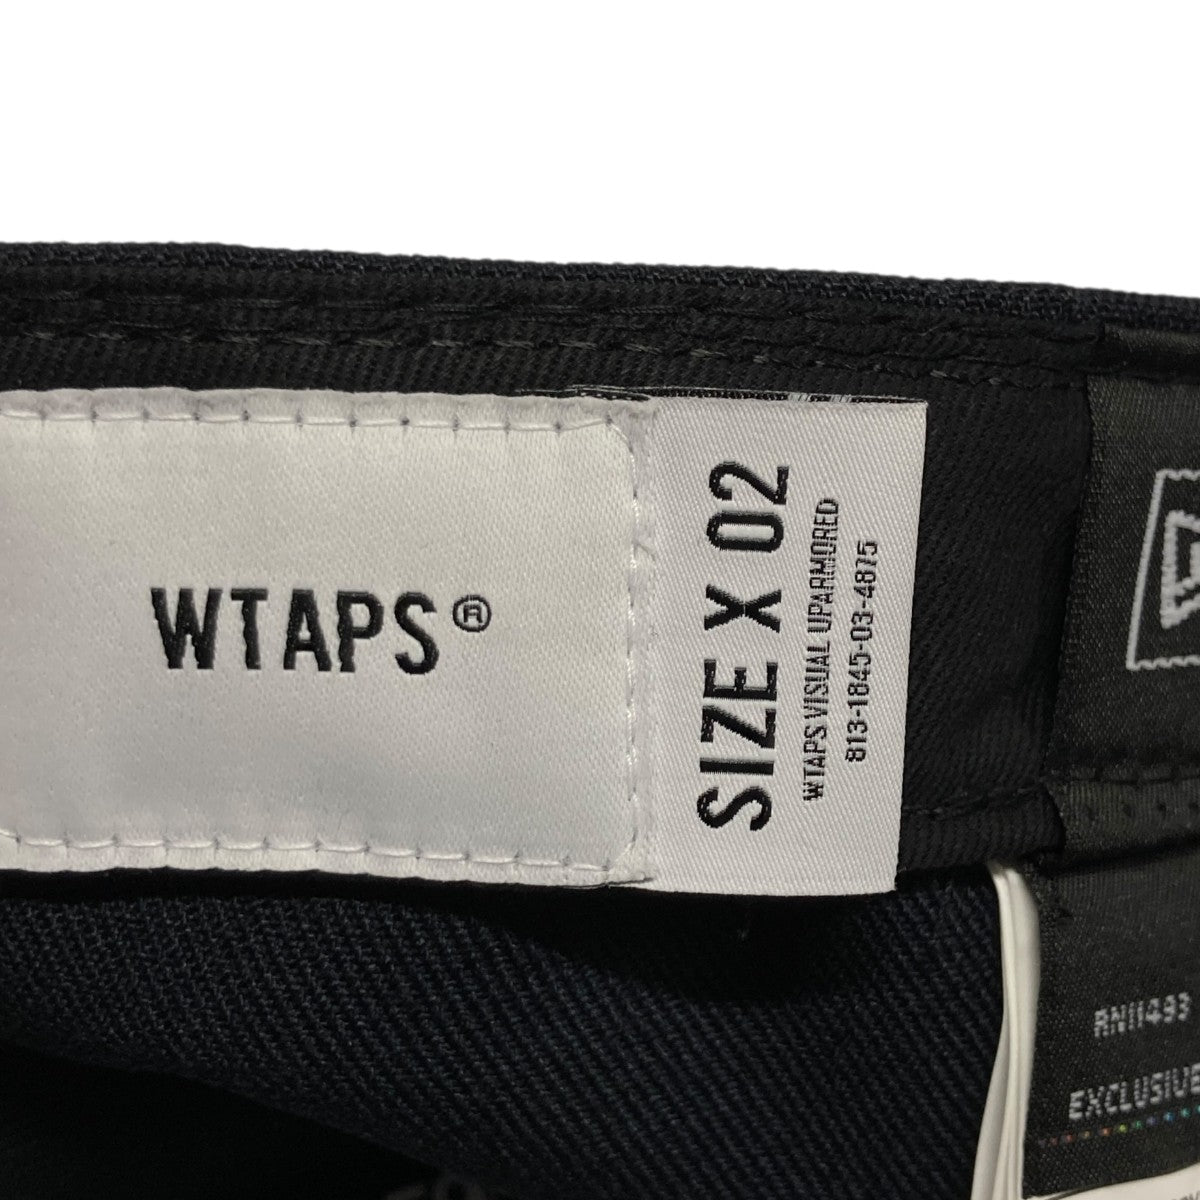 WTAPS®
SIZE X 02
WTAPS VISUAL UPARMORED
813-1845-03-4875
RN11493
EXCLUSIVE